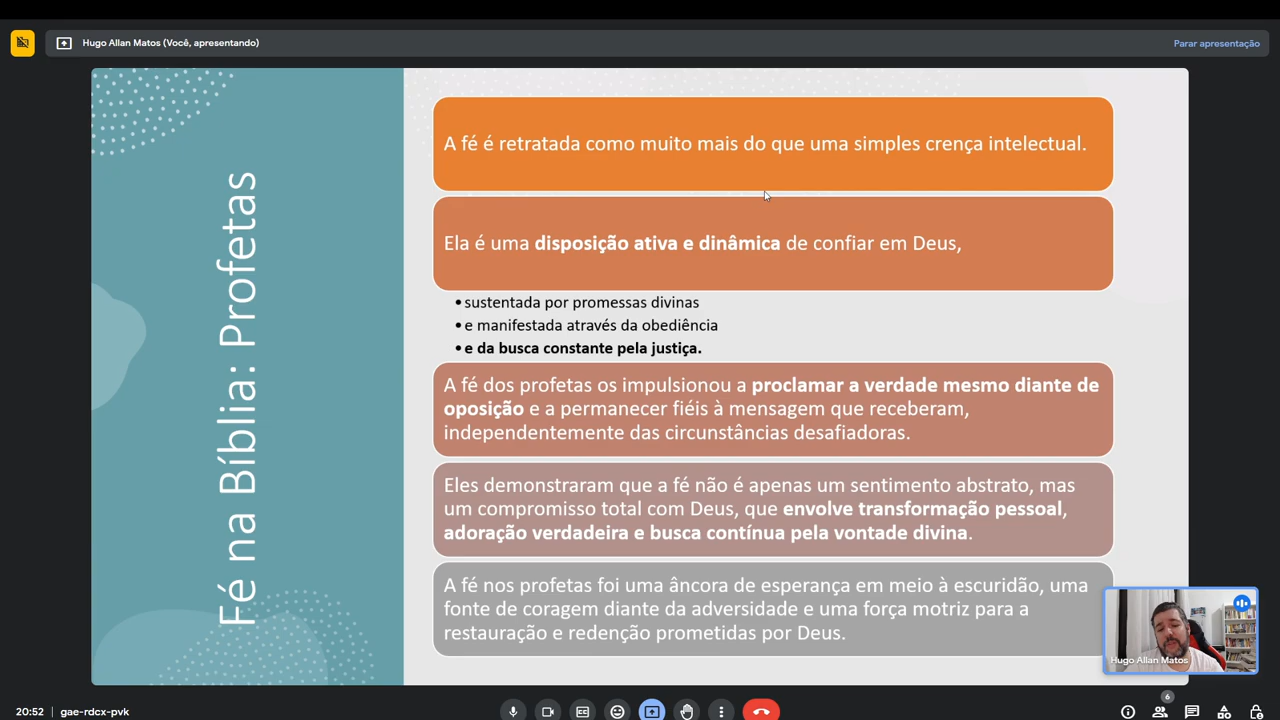 Hugo Allan Matos (Você, apresentando)
Parar apresentação
Fé na Bíblia: Profetas
A fé é retratada como muito mais do que uma simples crença intelectual.
Ela é uma disposição ativa e dinâmica de confiar em Deus,
•sustentada por promessas divinas
•e manifestada através da obediência
•e da busca constante pela justiça.
A fé dos profetas os impulsionou a proclamar a verdade mesmo diante de
oposição e a permanecer fiéis à mensagem que receberam,
independentemente das circunstâncias desafiadoras.
Eles demonstraram que a fé não é apenas um sentimento abstrato, mas
um compromisso total com Deus, que envolve transformação pessoal,
adoração verdadeira e busca contínua pela vontade divina.
A fé nos profetas foi uma âncora de esperança em meio à escuridão, uma
fonte de coragem diante da adversidade e uma força motriz para a
restauração e redenção prometidas por Deus.
Hugo Allan Matos
6
20:52 | gae-rdcx-pvk